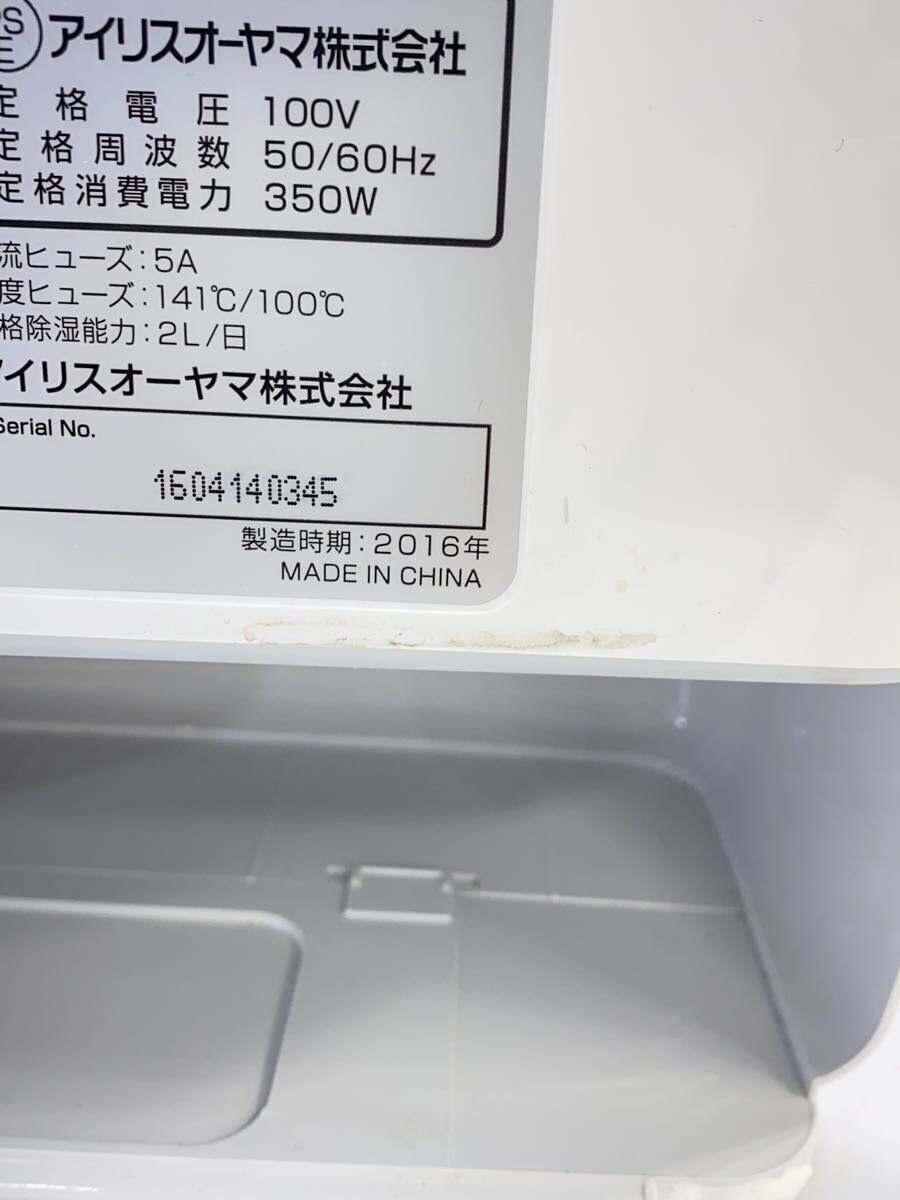 PS
E アイリスオーヤマ株式会社
定格電圧 100V
定格周波数 50/60Hz
定格消費電力 350W
流ヒューズ:5A
度ヒューズ:141℃/100℃
格除湿能力:2L/日
アイリスオーヤマ株式会社
Serial No.
1604140345
製造時期:2016年
MADE IN CHINA